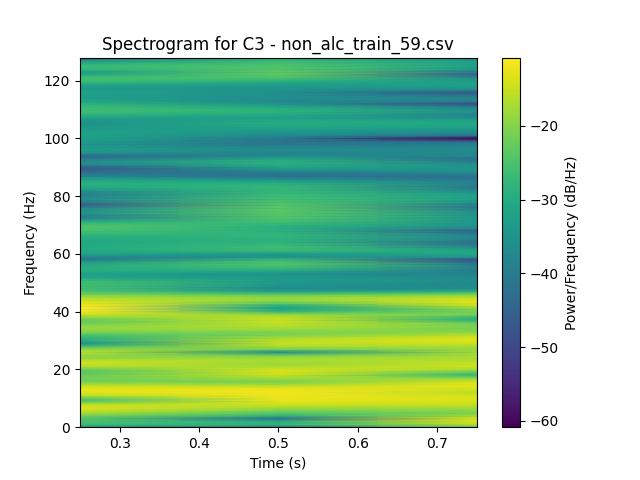 Spectrogram for C3 - non_alc_train_59.csv
120
100
80
60
40
20
0
Frequency (Hz)
0.3 0.4 0.5 0.6 0.7
Time (s)
−20
−30
−40
−50
−60
Power/Frequency (dB/Hz)